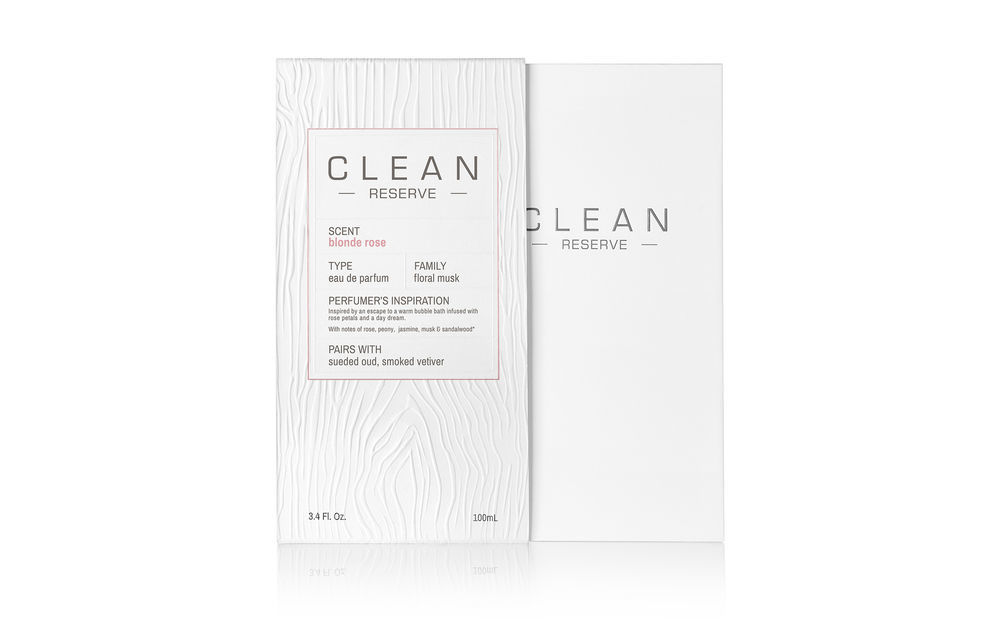 CLEAN
RESERVE
SCENT
blonde rose
TYPE
eau de parfum
FAMILY
floral musk
PERFUMER'S INSPIRATION
Inspired by an escape to a warm bubble bath infused with
rose petals and a day dream.
With notes of rose, peony, jasmine, musk & sandalwood*
PAIRS WITH
sueded oud, smoked vetiver
3.4 Fl. Oz.
100mL
CLEAN
RESERVE